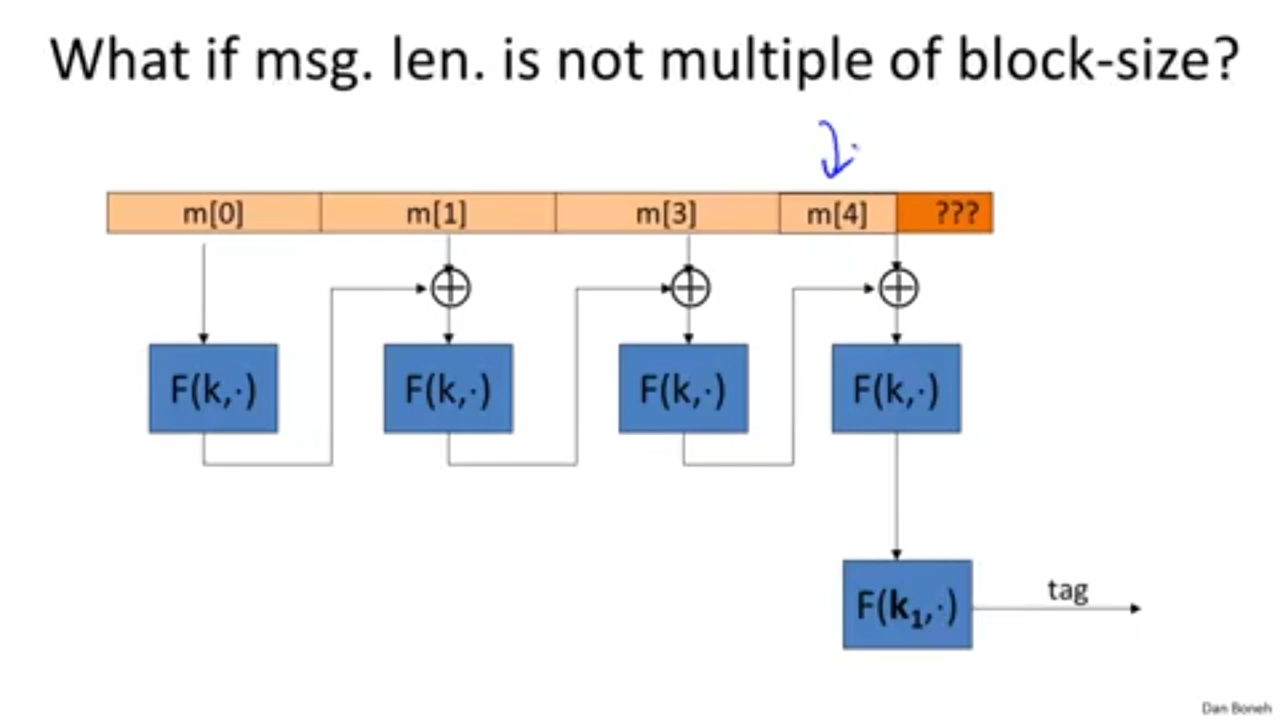 What if msg. len. is not multiple of block-size?
m[0] m[1] m[3] m[4] ???
F(k,·) F(k,·) F(k,·) F(k,·)
F(k₁,·) tag
Dan Boneh